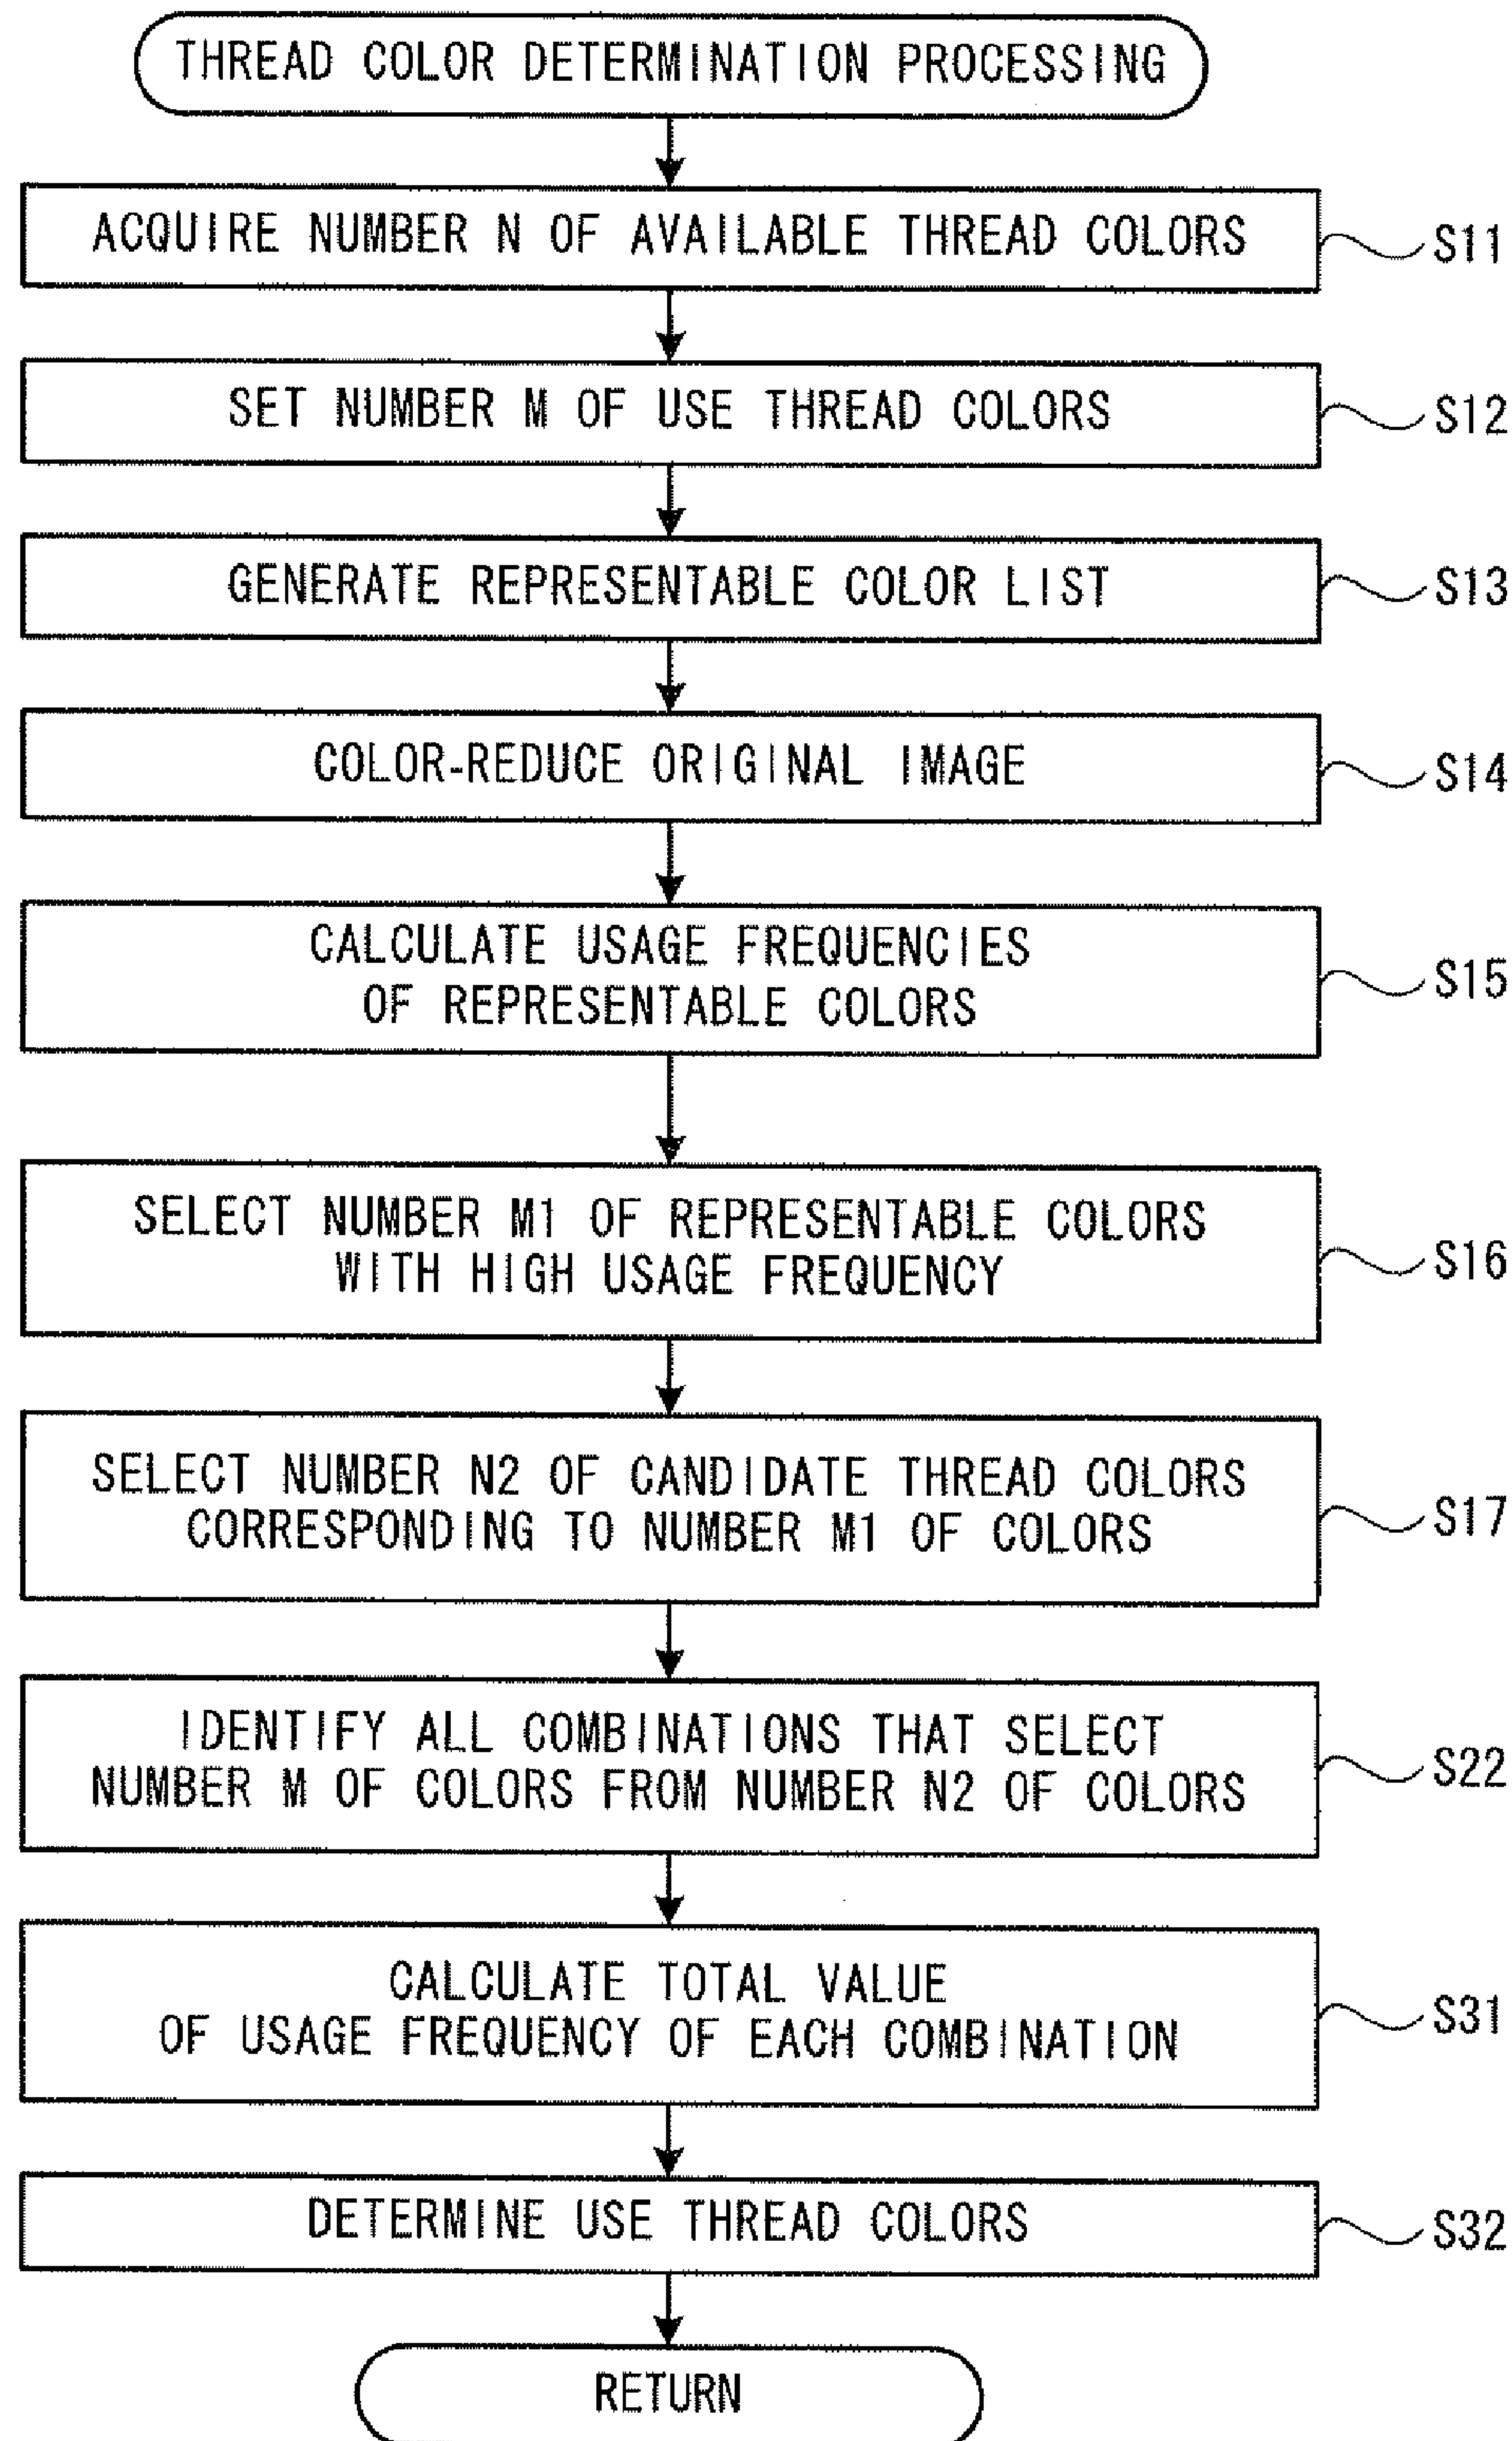 THREAD COLOR DETERMINATION PROCESSING
ACQUIRE NUMBER N OF AVAILABLE THREAD COLORS
S11
SET NUMBER M OF USE THREAD COLORS
S12
GENERATE REPRESENTABLE COLOR LIST
S13
COLOR-REDUCE ORIGINAL IMAGE
S14
CALCULATE USAGE FREQUENCIES
OF REPRESENTABLE COLORS
S15
SELECT NUMBER M1 OF REPRESENTABLE COLORS
WITH HIGH USAGE FREQUENCY
S16
SELECT NUMBER N2 OF CANDIDATE THREAD COLORS
CORRESPONDING TO NUMBER M1 OF COLORS
S17
IDENTIFY ALL COMBINATIONS THAT SELECT
NUMBER M OF COLORS FROM NUMBER N2 OF COLORS
S22
CALCULATE TOTAL VALUE
OF USAGE FREQUENCY OF EACH COMBINATION
S31
DETERMINE USE THREAD COLORS
S32
RETURN